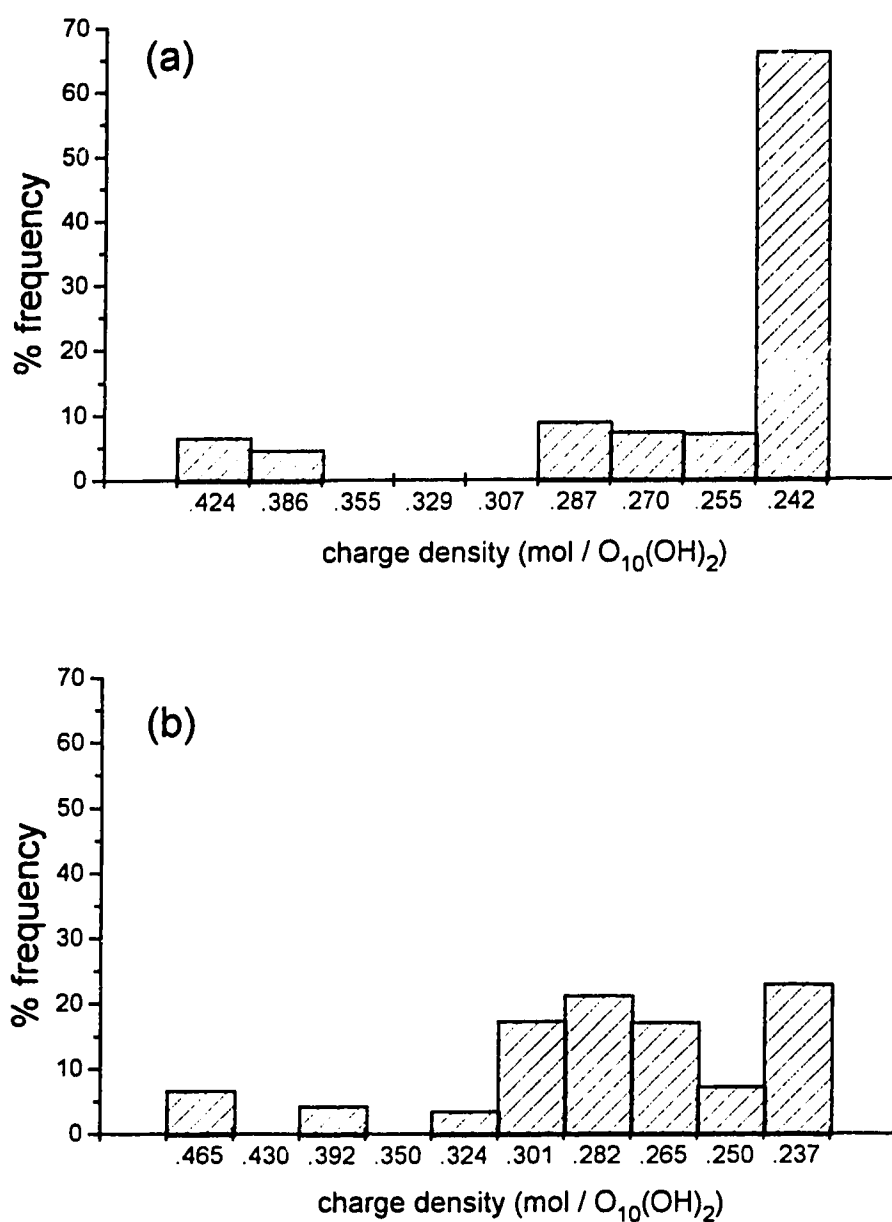 (a)
% frequency
70
60
50
40
30
20
10
0
.424 .386 .355 .329 .307 .287 .270 .255 .242
charge density (mol / O10(OH)2)
(b)
% frequency
70
60
50
40
30
20
10
0
.465 .430 .392 .350 .324 .301 .282 .265 .250 .237
charge density (mol / O10(OH)2)